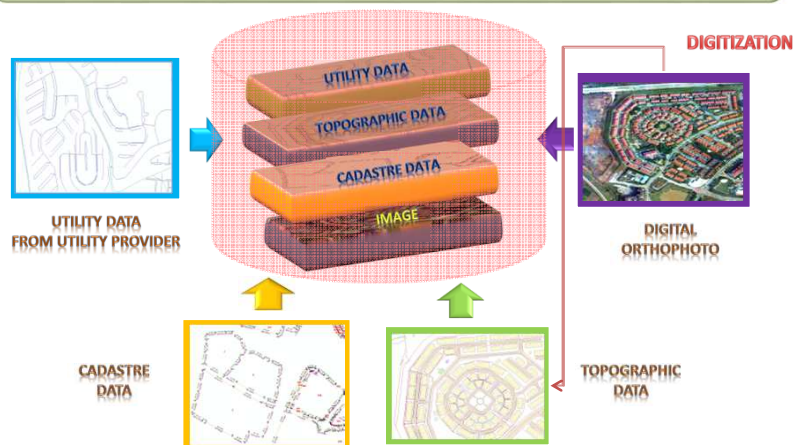 DIGITIZATION
UTILITY DATA
TOPOGRAPHIC DATA
CADASTRE DATA
IMAGE
UTILITY DATA
FROM UTILITY PROVIDER
DIGITAL
ORTHOPHOTO
CADASTRE
DATA
TOPOGRAPHIC
DATA